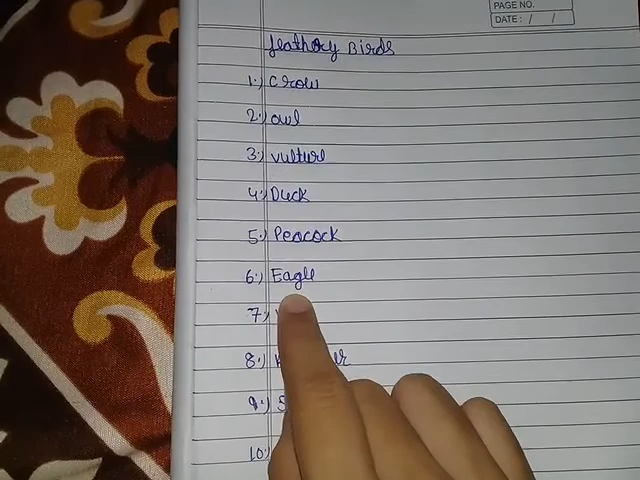 PAGE NO.
DATE: / /
feathery Birds
1.) Crow
2.) owl
3.) vulture
4.) Duck
5.) Peacock
6.) Eagle
7.)
8.)
9.) S
10.)